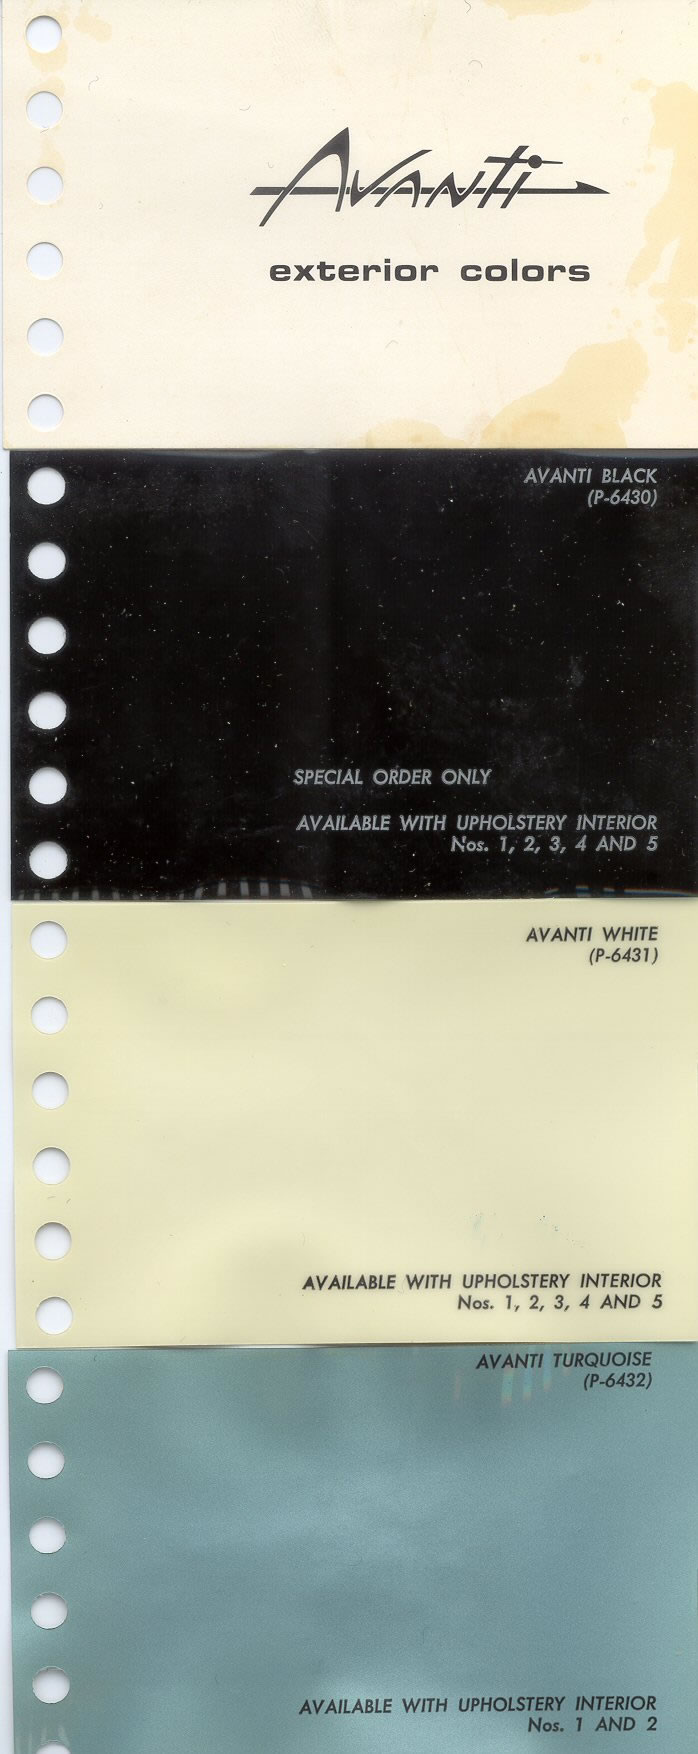 Avanti
exterior colors
AVANTI BLACK
(P-6430)
SPECIAL ORDER ONLY
AVAILABLE WITH UPHOLSTERY INTERIOR
Nos. 1, 2, 3, 4 AND 5
AVANTI WHITE
(P-6431)
AVAILABLE WITH UPHOLSTERY INTERIOR
Nos. 1, 2, 3, 4 AND 5
AVANTI TURQUOISE
(P-6432)
AVAILABLE WITH UPHOLSTERY INTERIOR
Nos. 1 AND 2